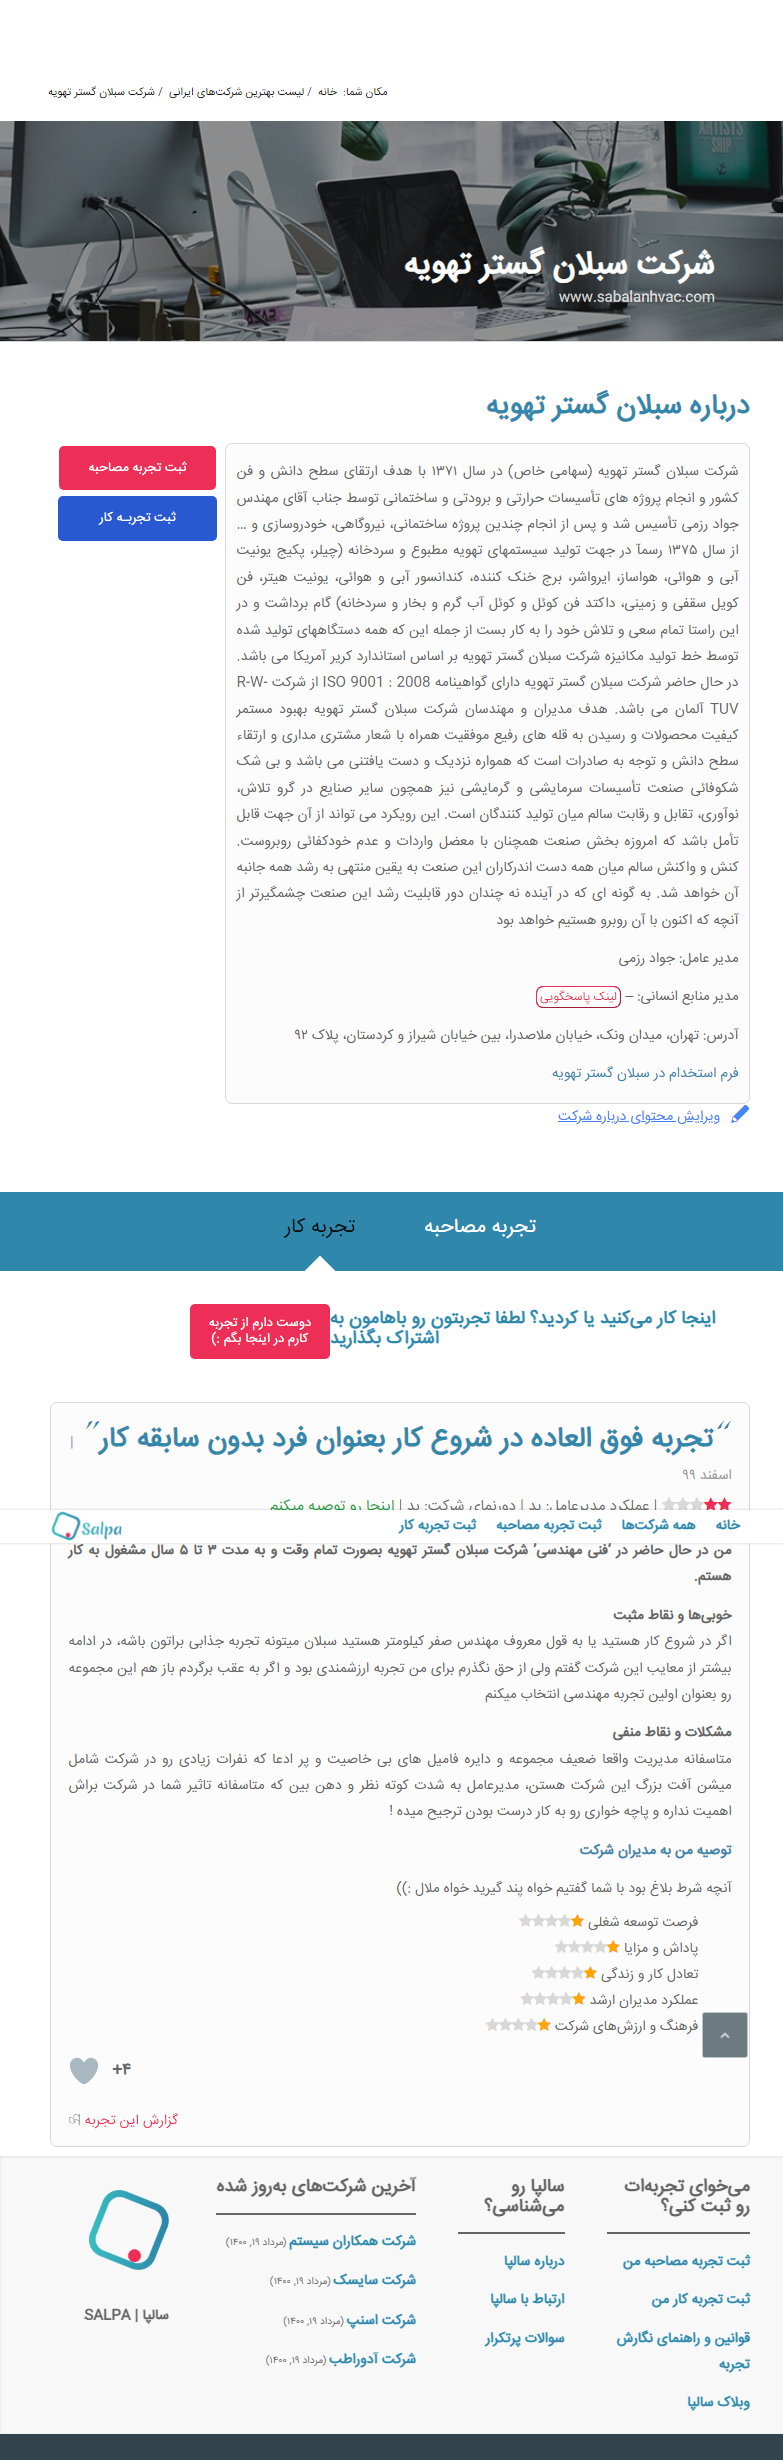 مکان شما: خانه / لیست بهترین شرکت‌های ایرانی / شرکت سبلان گستر تهویه
ARTISTS
SHIP
شرکت سبلان گستر تهویه
www.sabalanhvac.com
درباره سبلان گستر تهویه
ثبت تجربه مصاحبه
ثبت تجربـه کار
شرکت سبلان گستر تهویه (سهامی خاص) در سال ۱۳۷۱ با هدف ارتقای سطح دانش و فن
کشور و انجام پروژه های تأسیسات حرارتی و برودتی و ساختمانی توسط جناب آقای مهندس
جواد رزمی تأسیس شد و پس از انجام چندین پروژه ساختمانی، نیروگاهی، خودروسازی و …
از سال ۱۳۷۵ رسماً در جهت تولید سیستمهای تهویه مطبوع و سردخانه (چیلر، پکیج یونیت
آبی و هوائی، هواساز، ایرواشر، برج خنک کننده، کندانسور آبی و هوائی، یونیت هیتر، فن
کویل سقفی و زمینی، داکتد فن کوئل و کوئل آب گرم و بخار و سردخانه) گام برداشت و در
این راستا تمام سعی و تلاش خود را به کار بست از جمله این که همه دستگاههای تولید شده
توسط خط تولید مکانیزه شرکت سبلان گستر تهویه بر اساس استاندارد کریر آمریکا می باشد.
در حال حاضر شرکت سبلان گستر تهویه دارای گواهینامه ISO 9001 : 2008 از شرکت R-W-
TUV آلمان می باشد. هدف مدیران و مهندسان شرکت سبلان گستر تهویه بهبود مستمر
کیفیت محصولات و رسیدن به قله های رفیع موفقیت همراه با شعار مشتری مداری و ارتقاء
سطح دانش و توجه به صادرات است که همواره نزدیک و دست یافتنی می باشد و بی شک
شکوفائی صنعت تأسیسات سرمایشی و گرمایشی نیز همچون سایر صنایع در گرو تلاش،
نوآوری، تقابل و رقابت سالم میان تولید کنندگان است. این رویکرد می تواند از آن جهت قابل
تأمل باشد که امروزه بخش صنعت همچنان با معضل واردات و عدم خودکفائی روبروست.
کنش و واکنش سالم میان همه دست اندرکاران این صنعت به یقین منتهی به رشد همه جانبه
آن خواهد شد. به گونه ای که در آینده نه چندان دور قابلیت رشد این صنعت چشمگیرتر از
آنچه که اکنون با آن روبرو هستیم خواهد بود
مدیر عامل: جواد رزمی
مدیر منابع انسانی: – لینک پاسخگویی
آدرس: تهران، میدان ونک، خیابان ملاصدرا، بین خیابان شیراز و کردستان، پلاک ۹۲
فرم استخدام در سبلان گستر تهویه
ویرایش محتوای درباره شرکت
تجربه مصاحبه
تجربه کار
اینجا کار می‌کنید یا کردید؟ لطفا تجربتون رو باهامون به
اشتراک بگذارید
دوست دارم از تجربه
کارم در اینجا بگم :)
“تجربه فوق العاده در شروع کار بعنوان فرد بدون سابقه کار” |
اسفند ۹۹
| عملکرد مدیرعامل: بد | دورنمای شرکت: بد | اینجا رو توصیه میکنم
خانه
همه شرکت‌ها
ثبت تجربه مصاحبه
ثبت تجربه کار
Salpa
من در حال حاضر در ‘فنی مهندسی’ شرکت سبلان گستر تهویه بصورت تمام وقت و به مدت ۳ تا ۵ سال مشغول به کار
هستم.
خوبی‌ها و نقاط مثبت
اگر در شروع کار هستید یا به قول معروف مهندس صفر کیلومتر هستید سبلان میتونه تجربه جذابی براتون باشه، در ادامه
بیشتر از معایب این شرکت گفتم ولی از حق نگذرم برای من تجربه ارزشمندی بود و اگر به عقب برگردم باز هم این مجموعه
رو بعنوان اولین تجربه مهندسی انتخاب میکنم
مشکلات و نقاط منفی
متاسفانه مدیریت واقعا ضعیف مجموعه و دایره فامیل های بی خاصیت و پر ادعا که نفرات زیادی رو در شرکت شامل
میشن آفت بزرگ این شرکت هستن، مدیرعامل به شدت کوته نظر و دهن بین که متاسفانه تاثیر شما در شرکت براش
اهمیت نداره و پاچه خواری رو به کار درست بودن ترجیح میده !
توصیه من به مدیران شرکت
آنچه شرط بلاغ بود با شما گفتیم خواه پند گیرید خواه ملال :))
فرصت توسعه شغلی
پاداش و مزایا
تعادل کار و زندگی
عملکرد مدیران ارشد
فرهنگ و ارزش‌های شرکت
+۴
گزارش این تجربه
می‌خوای تجربه‌ات
رو ثبت کنی؟
ثبت تجربه مصاحبه من
ثبت تجربه کار من
قوانین و راهنمای نگارش
تجربه
وبلاک سالپا
سالپا رو
می‌شناسی؟
درباره سالپا
ارتباط با سالپا
سوالات پرتکرار
آخرین شرکت‌های به‌روز شده
شرکت همکاران سیستم (مرداد ۱۹, ۱۴۰۰)
شرکت سایسک (مرداد ۱۹, ۱۴۰۰)
شرکت اسنپ (مرداد ۱۹, ۱۴۰۰)
شرکت آدوراطب (مرداد ۱۹, ۱۴۰۰)
سالپا | SALPA